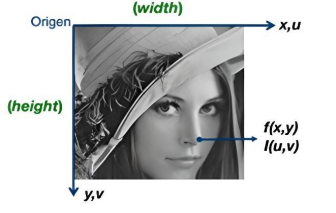 (width)
Origen
x,u
(height)
f(x,y)
I(u,v)
y,v